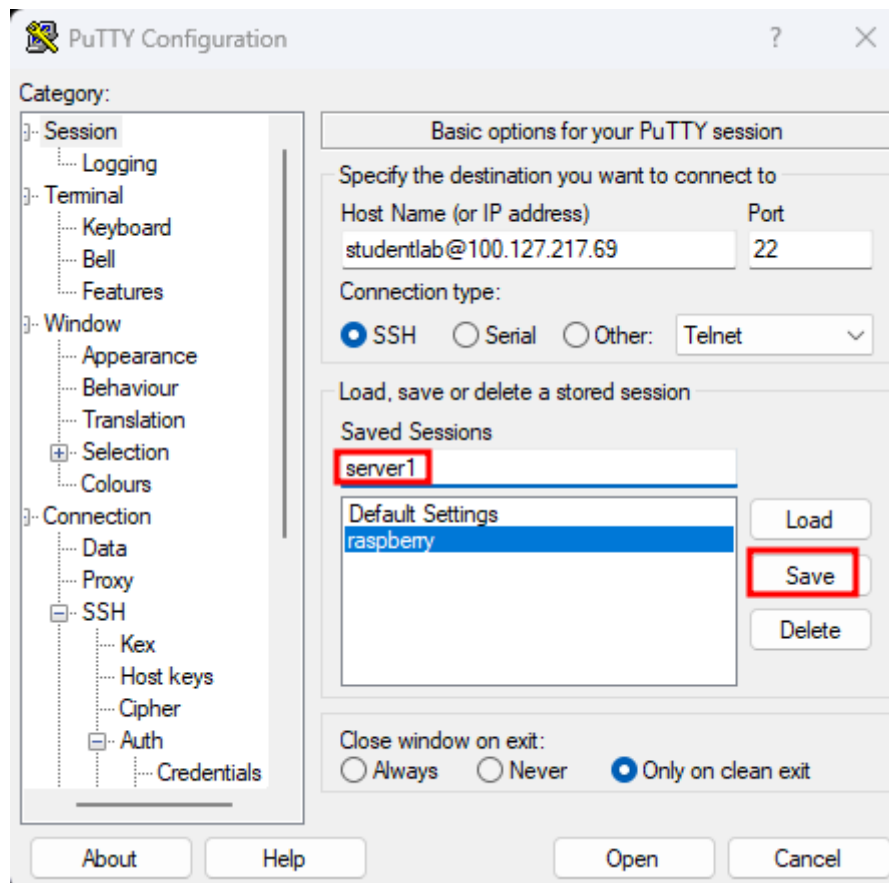 PuTTY Configuration ? ×
Category:
Session
Logging
Terminal
Keyboard
Bell
Features
Window
Appearance
Behaviour
Translation
Selection
Colours
Connection
Data
Proxy
SSH
Kex
Host keys
Cipher
Auth
Credentials
Basic options for your PuTTY session
Specify the destination you want to connect to
Host Name (or IP address) Port
studentlab@100.127.217.69 22
Connection type:
SSH Serial Other: Telnet
Load, save or delete a stored session
Saved Sessions
server1
Default Settings
raspberry
Load
Save
Delete
Close window on exit:
Always Never Only on clean exit
About Help Open Cancel